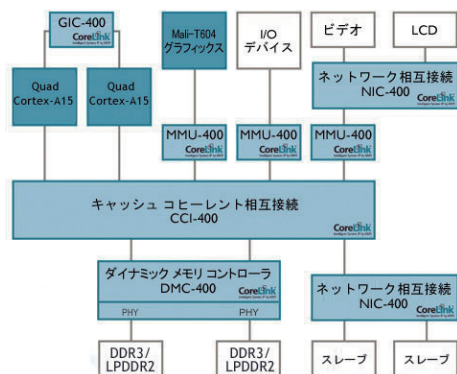 GIC-400
CoreLink
Quad
Cortex-A15
Quad
Cortex-A15
Mali-T604
グラフィックス
I/O
デバイス
ビデオ
LCD
ネットワーク相互接続
NIC-400
CoreLink
MMU-400
CoreLink
MMU-400
CoreLink
MMU-400
CoreLink
キャッシュ コヒーレント相互接続
CCI-400
CoreLink
ダイナミック メモリ コントローラ
DMC-400
CoreLink
PHY
PHY
ネットワーク相互接続
NIC-400
CoreLink
DDR3/
LPDDR2
DDR3/
LPDDR2
スレーブ
スレーブ